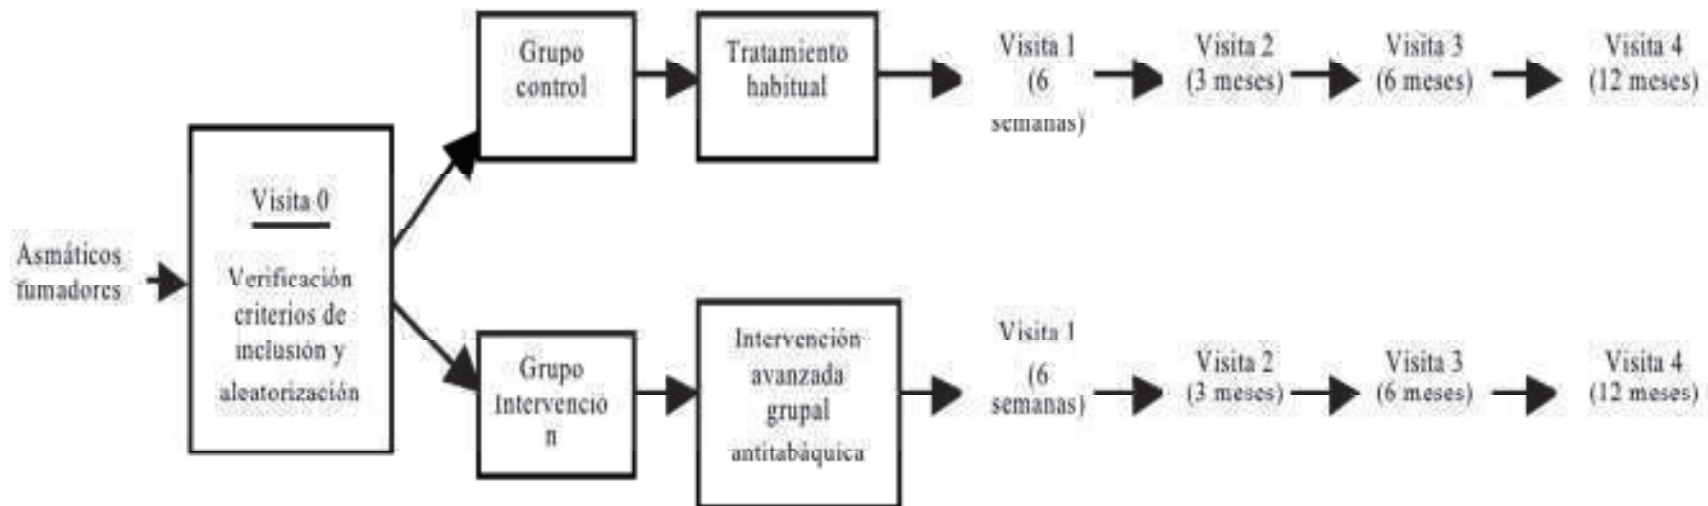 Asmáticos
fumadores
Visita 0
Verificación
criterios de
inclusión y
aleatorización
Grupo
control
Tratamiento
habitual
Visita 1
(6
semanas)
Visita 2
(3 meses)
Visita 3
(6 meses)
Visita 4
(12 meses)
Grupo
Intervenció
n
Intervención
avanzada
grupal
antitabáquica
Visita 1
(6
semanas)
Visita 2
(3 meses)
Visita 3
(6 meses)
Visita 4
(12 meses)